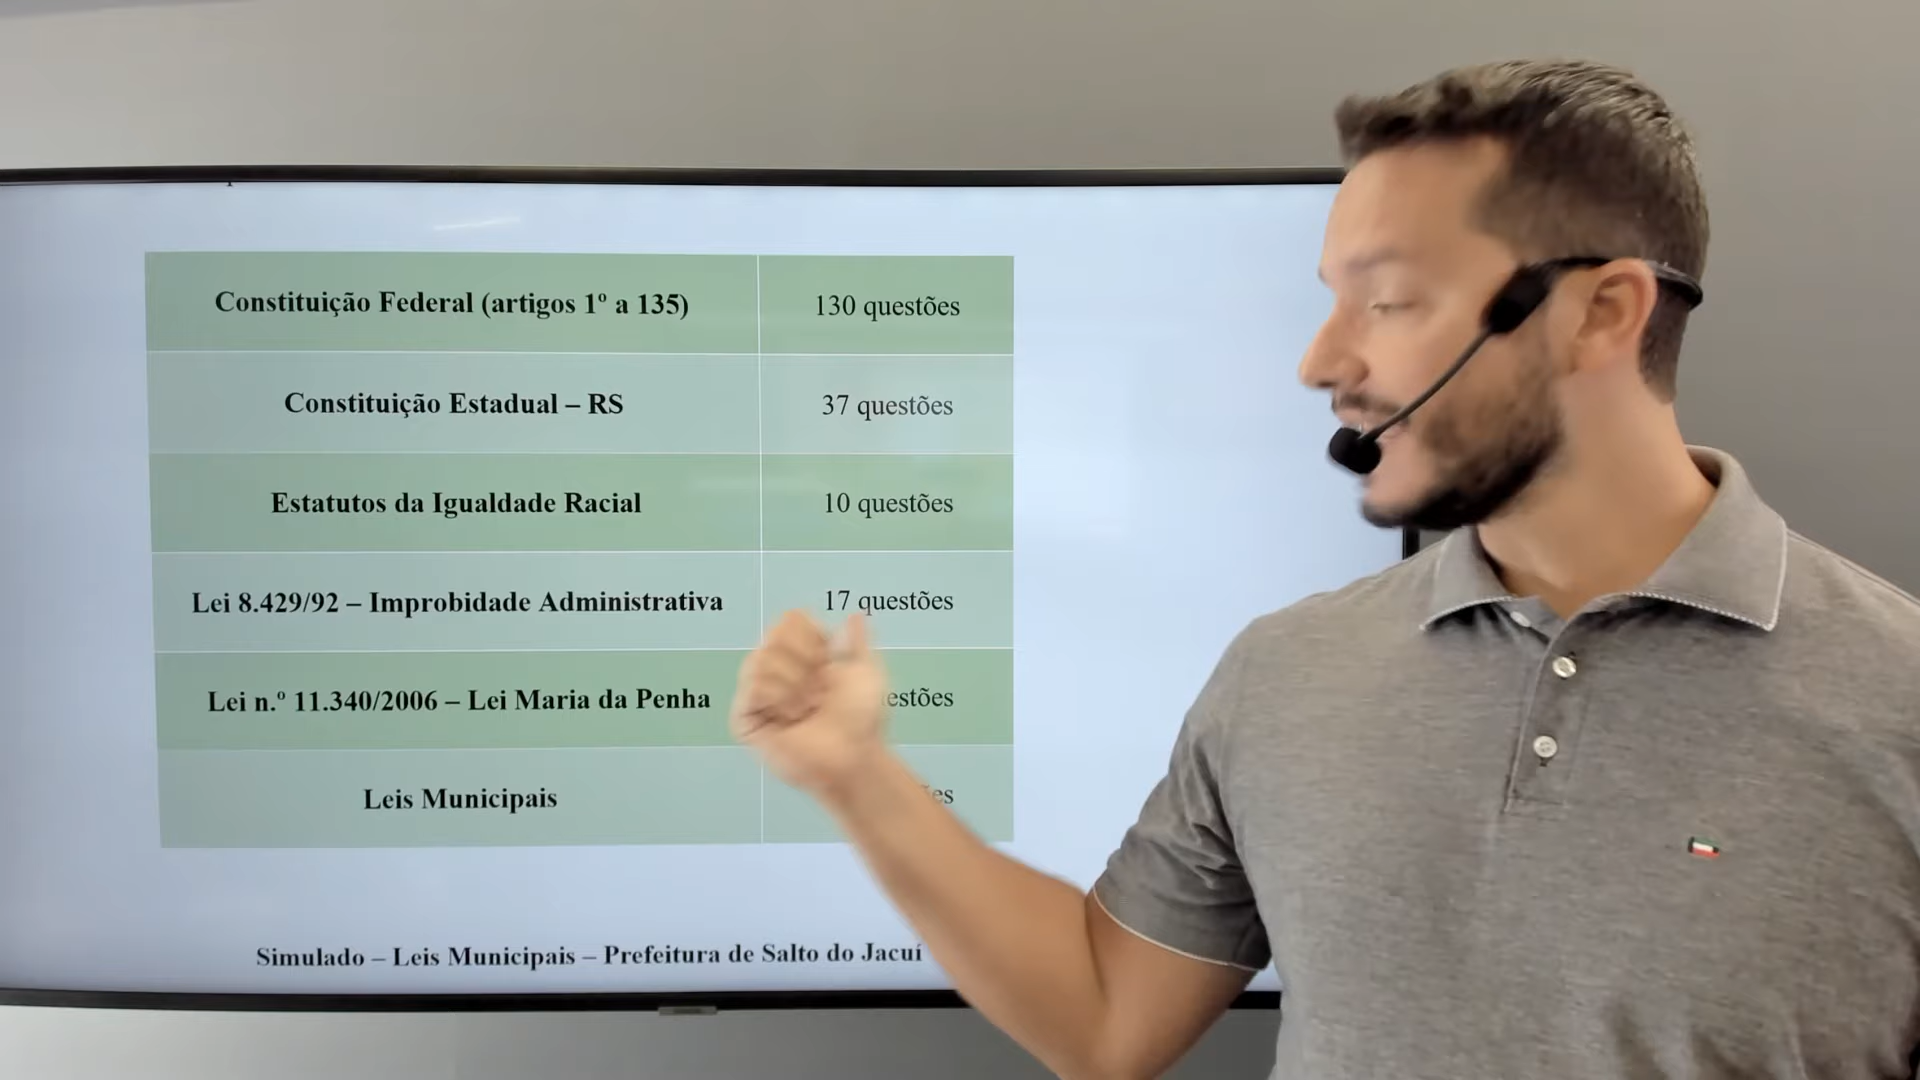 Constituição Federal (artigos 1º a 135) 130 questões
Constituição Estadual – RS 37 questões
Estatutos da Igualdade Racial 10 questões
Lei 8.429/92 – Improbidade Administrativa 17 questões
Lei n.º 11.340/2006 – Lei Maria da Penha
Leis Municipais
Simulado – Leis Municipais – Prefeitura de Salto do Jacuí